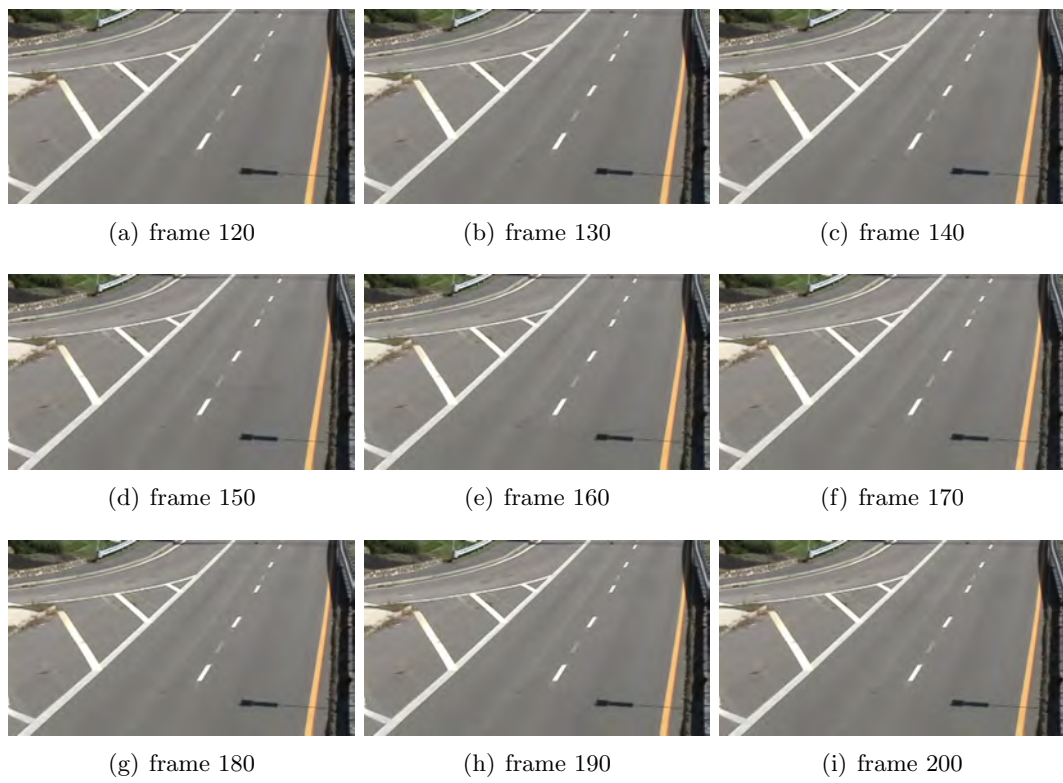 (a) frame 120
(b) frame 130
(c) frame 140
(d) frame 150
(e) frame 160
(f) frame 170
(g) frame 180
(h) frame 190
(i) frame 200